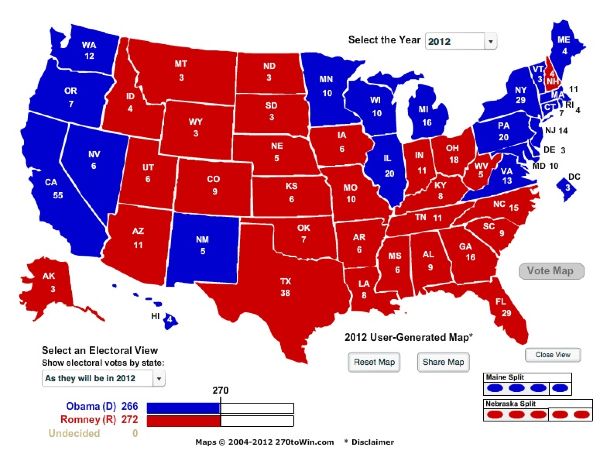 Select the Year 2012
WA
12
OR
7
CA
55
NV
6
ID
4
MT
3
WY
3
UT
6
CO
9
AZ
11
NM
5
ND
3
SD
3
NE
5
KS
6
OK
7
TX
38
MN
10
IA
6
MO
10
AR
6
LA
8
WI
10
IL
20
MI
16
IN
11
OH
18
KY
8
TN 11
MS
6
AL
9
GA
16
FL
29
SC
9
NC 15
VA
13
WV
5
PA
20
NY
29
VT
3
4
NH
ME
4
MA
11
RI
4
CT
7
NJ 14
DE 3
MD 10
DC
3
AK
3
HI
4
Vote Map
2012 User-Generated Map*
Reset Map
Share Map
Close View
Select an Electoral View
Show electoral votes by state:
As they will be in 2012
270
Obama (D) 266
Romney (R) 272
Undecided 0
Maine Split
Nebraska Split
Maps © 2004-2012 270toWin.com * Disclaimer